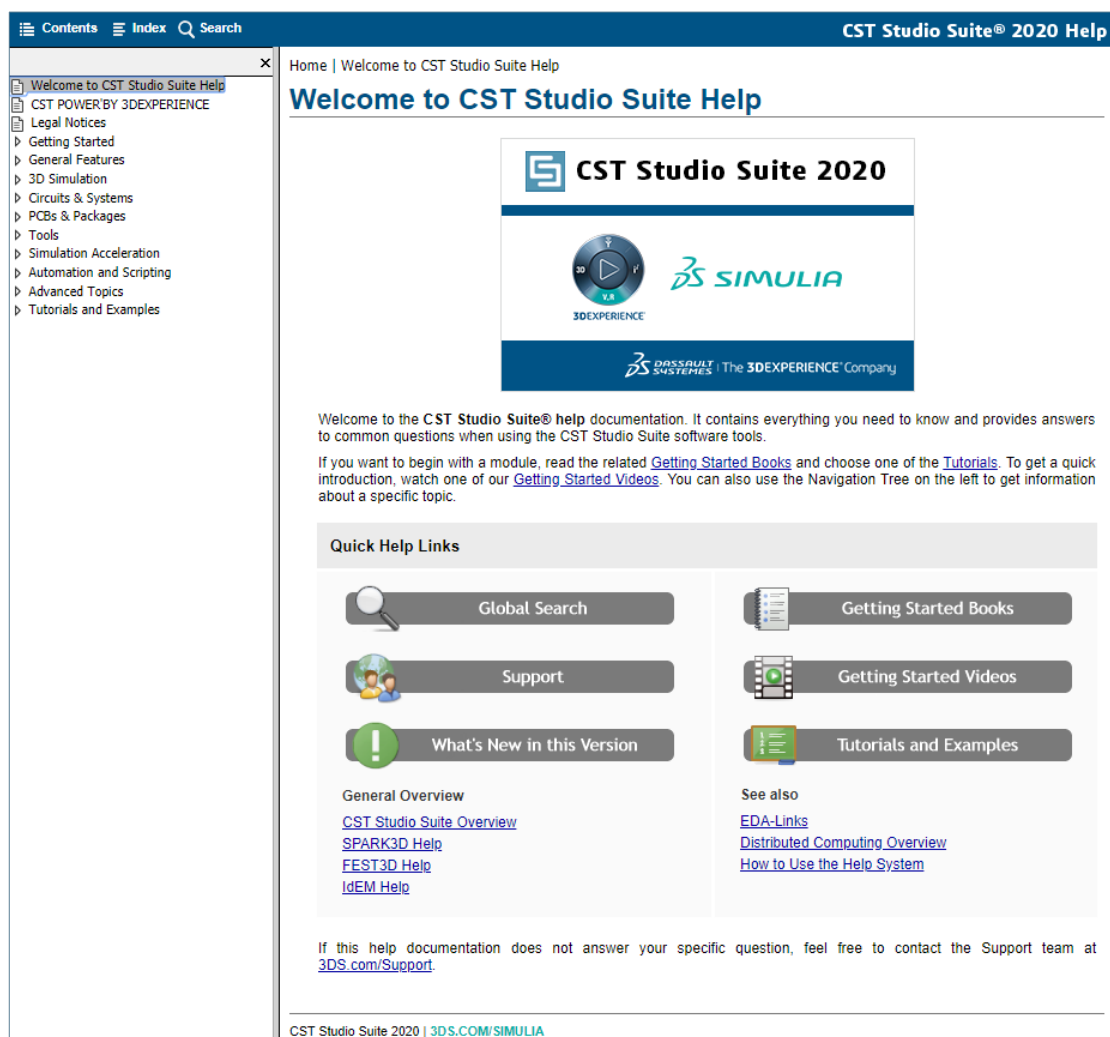 Contents Index Search
CST Studio Suite® 2020 Help
×
Welcome to CST Studio Suite Help
CST POWER'BY 3DEXPERIENCE
Legal Notices
Getting Started
General Features
3D Simulation
Circuits & Systems
PCBs & Packages
Tools
Simulation Acceleration
Automation and Scripting
Advanced Topics
Tutorials and Examples
Home | Welcome to CST Studio Suite Help
Welcome to CST Studio Suite Help
CST Studio Suite 2020
3D
V.R
3DEXPERIENCE
3DS SIMULIA
3DS DASSAULT SYSTEMES | The 3DEXPERIENCE® Company
Welcome to the CST Studio Suite® help documentation. It contains everything you need to know and provides answers
to common questions when using the CST Studio Suite software tools.
If you want to begin with a module, read the related Getting Started Books and choose one of the Tutorials. To get a quick
introduction, watch one of our Getting Started Videos. You can also use the Navigation Tree on the left to get information
about a specific topic.
Quick Help Links
Global Search
Support
What's New in this Version
General Overview
CST Studio Suite Overview
SPARK3D Help
FEST3D Help
IdEM Help
Getting Started Books
Getting Started Videos
Tutorials and Examples
See also
EDA-Links
Distributed Computing Overview
How to Use the Help System
If this help documentation does not answer your specific question, feel free to contact the Support team at
3DS.com/Support.
CST Studio Suite 2020 | 3DS.COM/SIMULIA